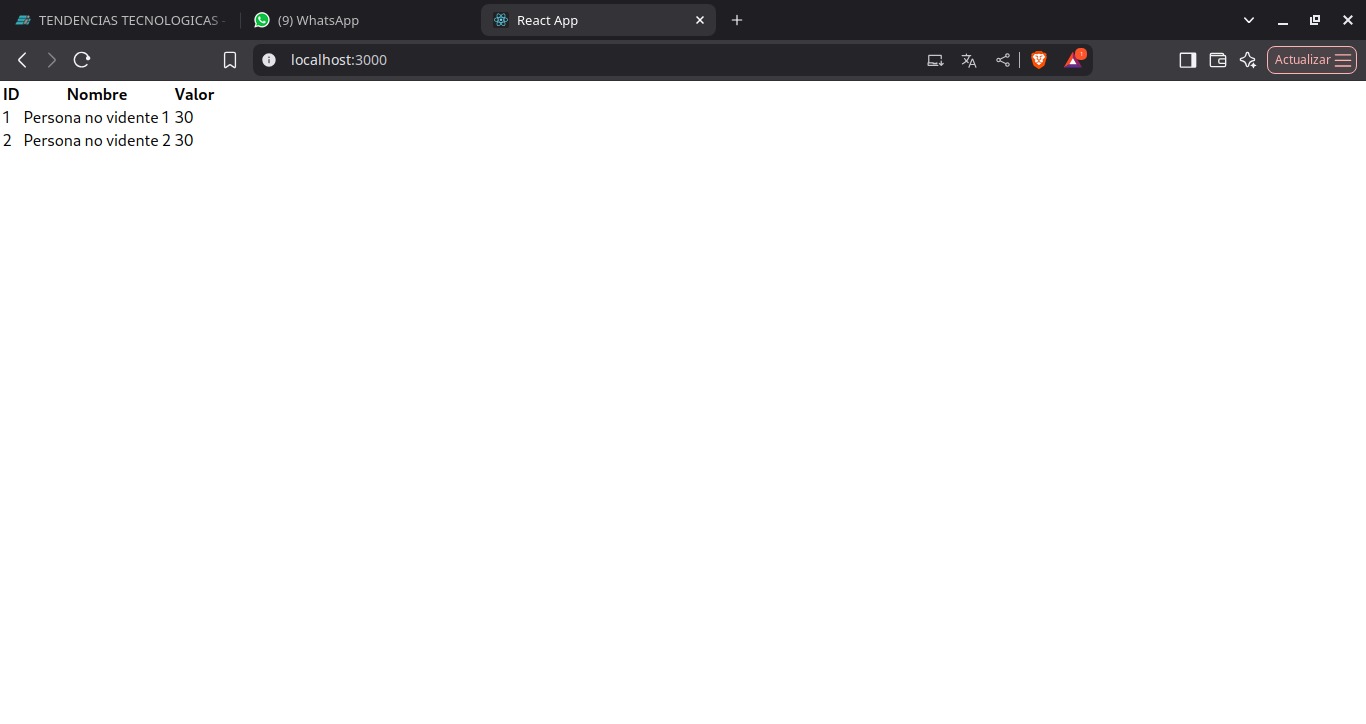 TENDENCIAS TECNOLOGICAS -
(9) WhatsApp
React App
localhost:3000
Actualizar
ID Nombre Valor
1 Persona no vidente 1 30
2 Persona no vidente 2 30